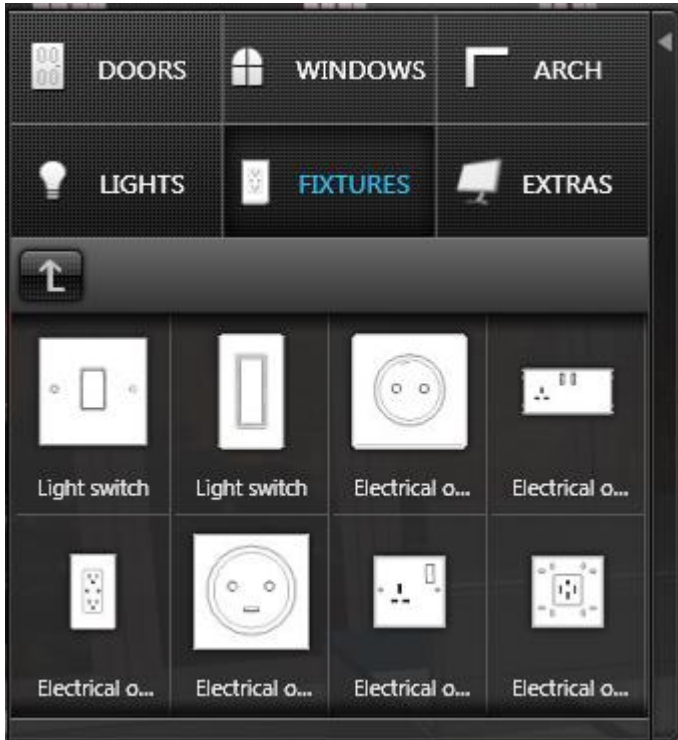 DOORS WINDOWS ARCH
LIGHTS FIXTURES EXTRAS
Light switch Light switch Electrical o... Electrical o...
Electrical o... Electrical o... Electrical o... Electrical o...